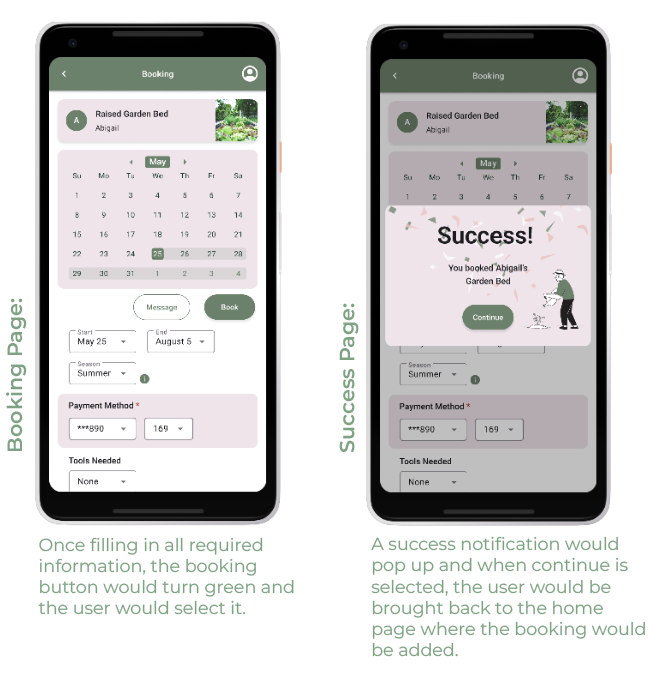 Booking Page:
Booking
A
Raised Garden Bed
Abigail
May
Su Mo Tu We Th Fr Sa
1 2 3 4 5 6 7
8 9 10 11 12 13 14
15 16 17 18 19 20 21
22 23 24 25 26 27 28
29 30 31 1 2 3 4
Message Book
Start End
May 25 August 5
Season
Summer
i
Payment Method *
***890 169
Tools Needed
None
Once filling in all required
information, the booking
button would turn green and
the user would select it.
Success Page:
Booking
A
Raised Garden Bed
Abigail
May
Su Mo Tu We Th Fr Sa
1 2 3 4 5 6 7
Success!
You booked Abigail's
Garden Bed
Continue
Season
Summer
i
Payment Method *
***890 169
Tools Needed
None
A success notification would
pop up and when continue is
selected, the user would be
brought back to the home
page where the booking would
be added.